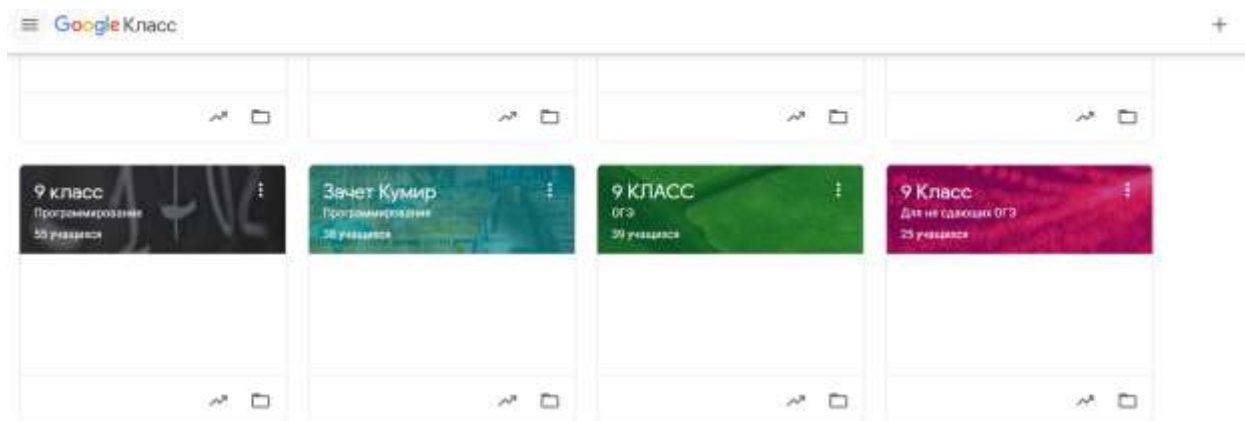 Google Класс
9 класс
Программирование
55 учащихся
Зачет Кумир
Программирование
38 учащихся
9 КЛАСС
ОГЭ
39 учащихся
9 Класс
Для не сдающих ОГЭ
25 учащихся